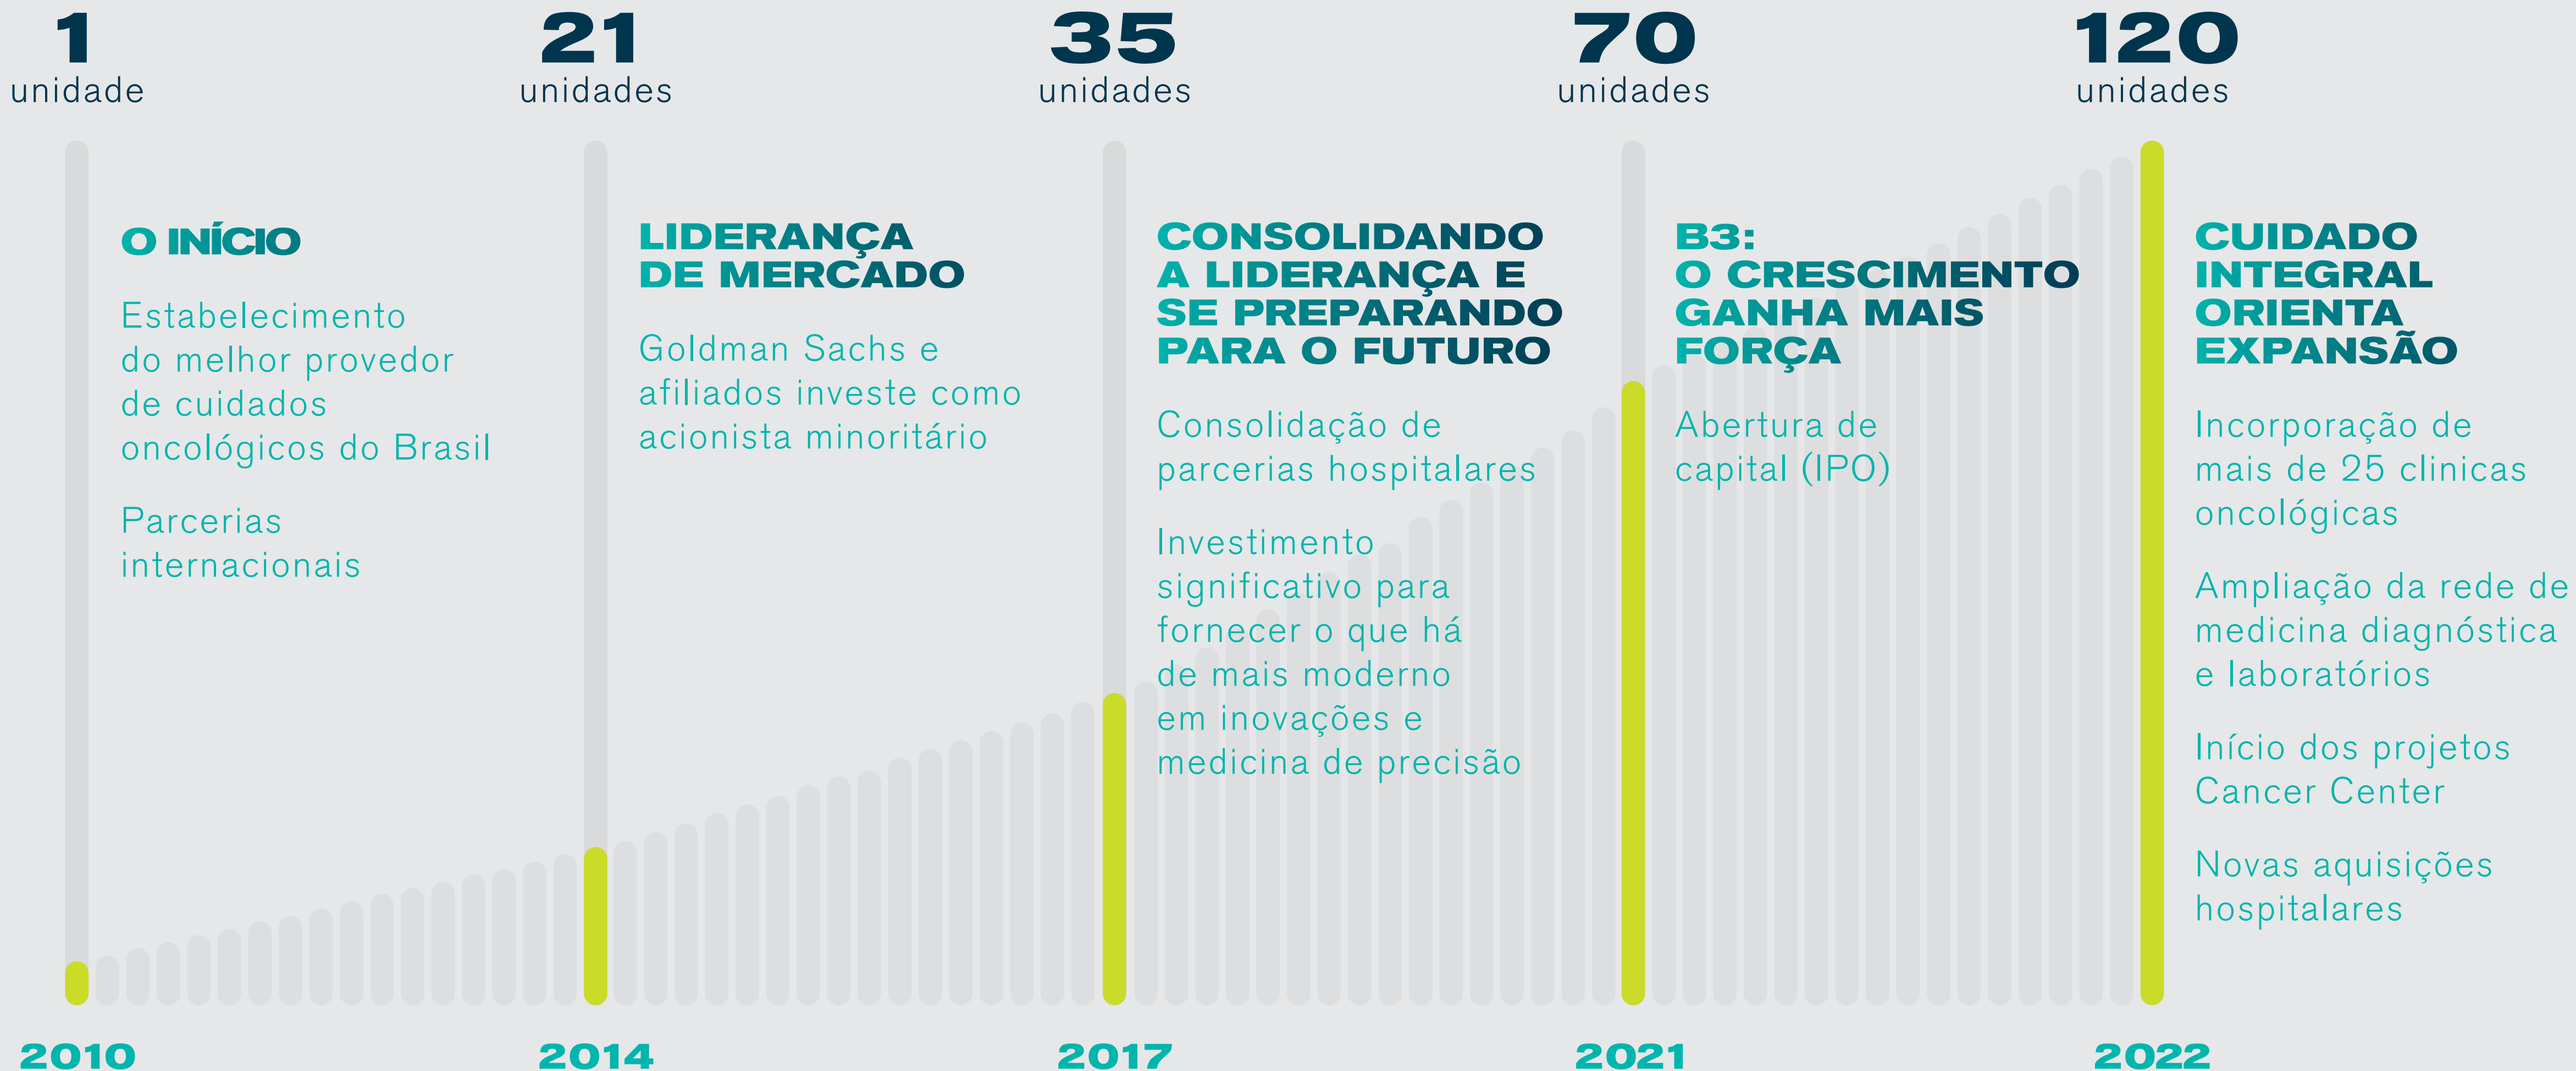 1
unidade
21
unidades
35
unidades
70
unidades
120
unidades
O INÍCIO
Estabelecimento
do melhor provedor
de cuidados
oncológicos do Brasil
Parcerias
internacionais
LIDERANÇA
DE MERCADO
Goldman Sachs e
afiliados investe como
acionista minoritário
CONSOLIDANDO
A LIDERANÇA E
SE PREPARANDO
PARA O FUTURO
Consolidação de
parcerias hospitalares
Investimento
significativo para
fornecer o que há
de mais moderno
em inovações e
medicina de precisão
B3:
O CRESCIMENTO
GANHA MAIS
FORÇA
Abertura de
capital (IPO)
CUIDADO
INTEGRAL
ORIENTA
EXPANSÃO
Incorporação de
mais de 25 clinicas
oncológicas
Ampliação da rede de
medicina diagnóstica
e laboratórios
Início dos projetos
Cancer Center
Novas aquisições
hospitalares
2010
2014
2017
2021
2022